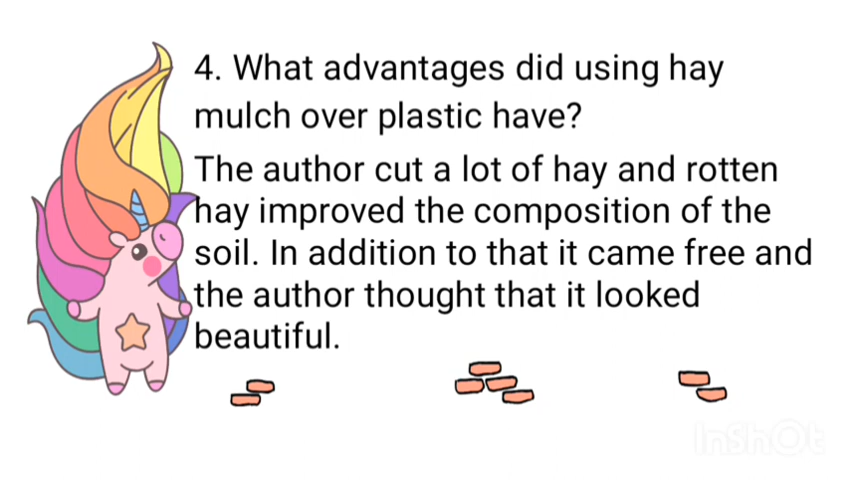 4. What advantages did using hay
mulch over plastic have?
The author cut a lot of hay and rotten
hay improved the composition of the
soil. In addition to that it came free and
the author thought that it looked
beautiful.
InShOt